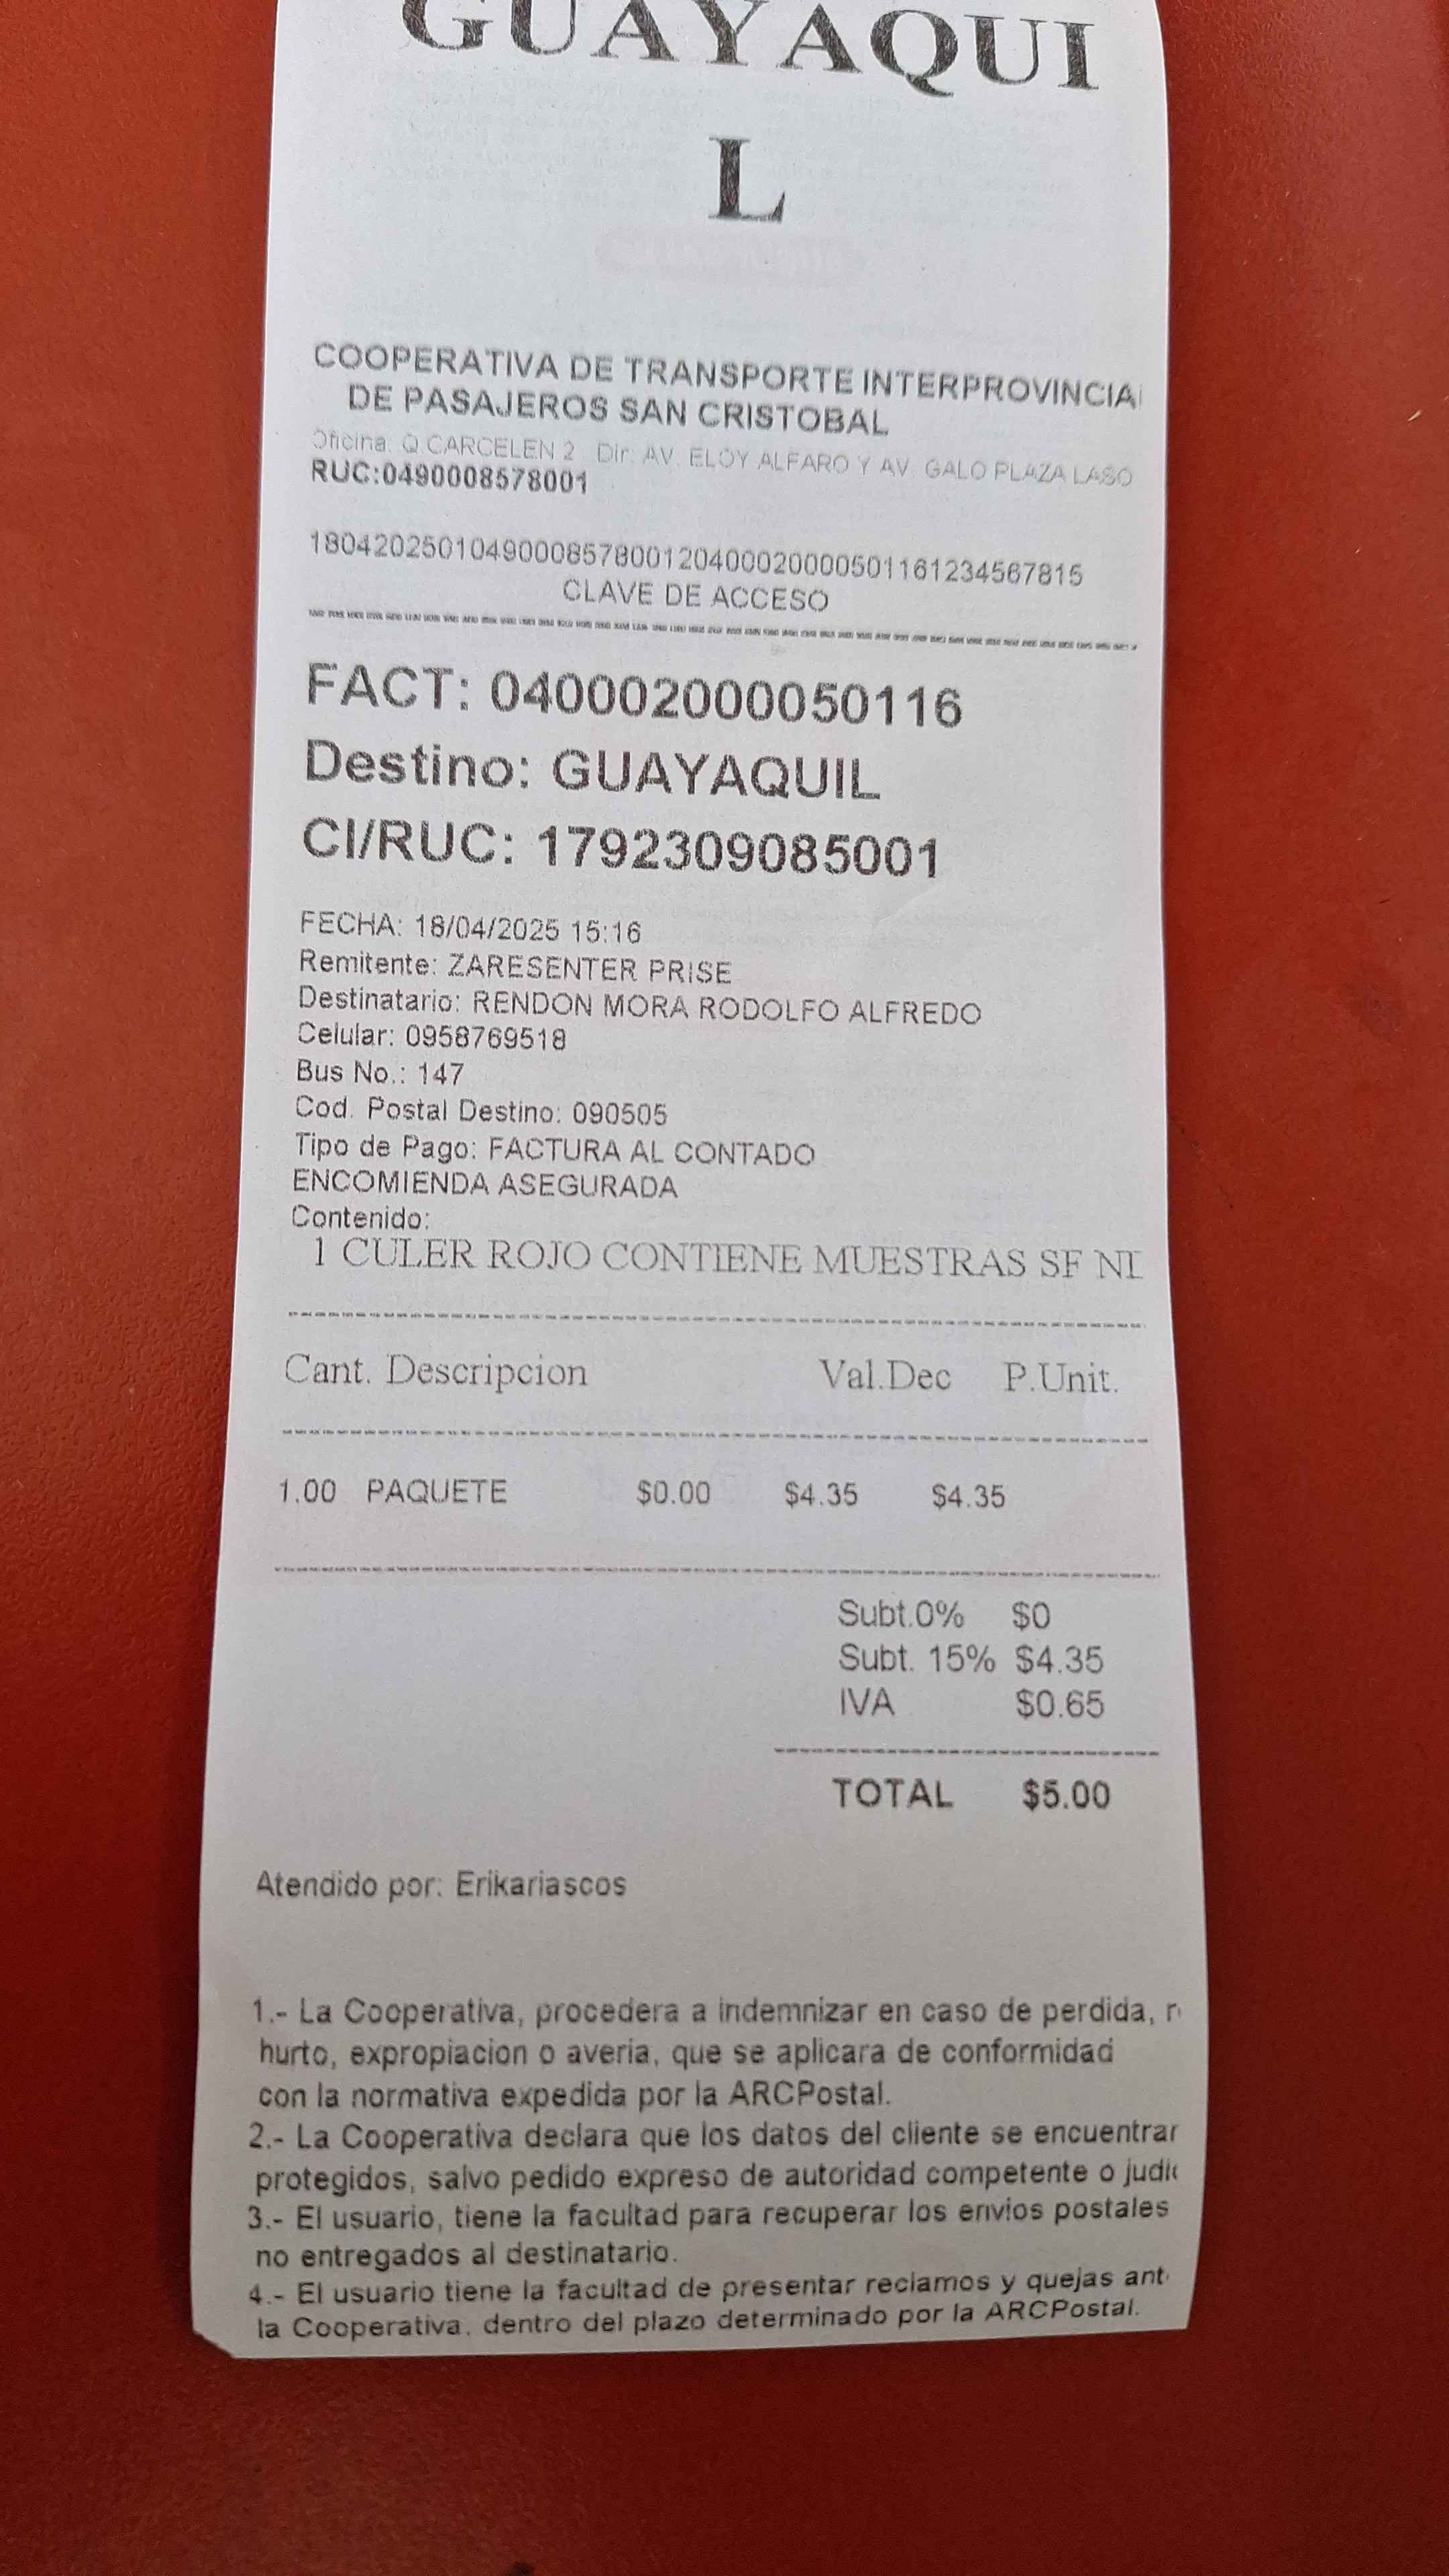 GUAYAQUI
L
COOPERATIVA DE TRANSPORTE INTERPROVINCIA
DE PASAJEROS SAN CRISTOBAL
Oficina: Q.CARCELEN 2 Dir: AV. ELOY ALFARO Y AV. GALO PLAZA LASO
RUC:0490008578001
1804202501049000857800120400020000501161234567815
CLAVE DE ACCESO
FACT: 040002000050116
Destino: GUAYAQUIL
CI/RUC: 1792309085001
FECHA: 18/04/2025 15:16
Remitente: ZARESENTER PRISE
Destinatario: RENDON MORA RODOLFO ALFREDO
Celular: 0958769518
Bus No.: 147
Cod. Postal Destino: 090505
Tipo de Pago: FACTURA AL CONTADO
ENCOMIENDA ASEGURADA
Contenido:
1 CULER ROJO CONTIENE MUESTRAS SF
Cant. Descripcion Val.Dec P.Unit.
1.00 PAQUETE $0.00 $4.35 $4.35
Subt.0% $0
Subt. 15% $4.35
IVA $0.65
TOTAL $5.00
Atendido por: Erikariascos
1.- La Cooperativa, procedera a indemnizar en caso de perdida,
hurto, expropiacion o averia, que se aplicara de conformidad
con la normativa expedida por la ARCPostal.
2.- La Cooperativa declara que los datos del cliente se encuentrar
protegidos, salvo pedido expreso de autoridad competente o
3.- El usuario, tiene la facultad para recuperar los envios postales
no entregados al destinatario.
4.- El usuario tiene la facultad de presentar reclamos y quejas ant
la Cooperativa, dentro del plazo determinado por la ARCPostal.